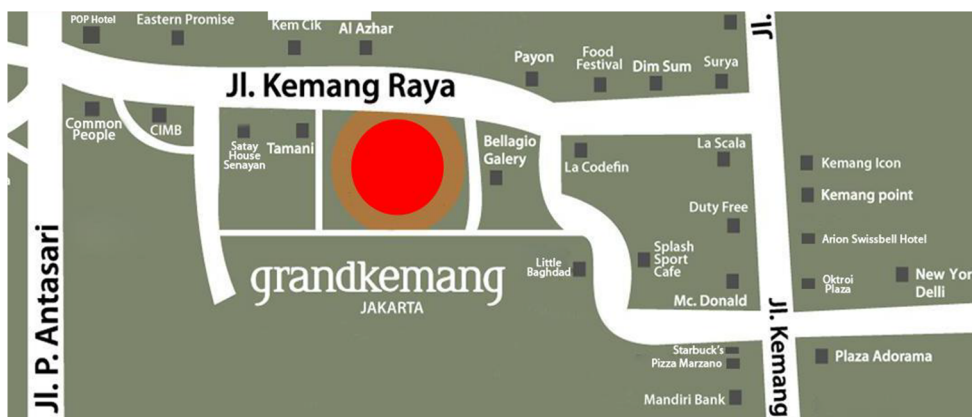 POP Hotel
Eastern Promise
Kem Cik
Al Azhar
Payon
Food
Festival
Dim Sum
Surya
Jl.
Jl. Kemang Raya
Common
People
CIMB
Satay
House
Senayan
Tamani
Bellagio
Galery
La Codefin
La Scala
Kemang Icon
Kemang point
Duty Free
Arion Swissbell Hotel
Splash
Sport
Cafe
Little
Baghdad
Mc. Donald
Oktroi
Plaza
New Yor
Delli
grandkemang
JAKARTA
Jl. P. Antasari
Jl. Kemang
Starbuck's
Pizza Marzano
Plaza Adorama
Mandiri Bank